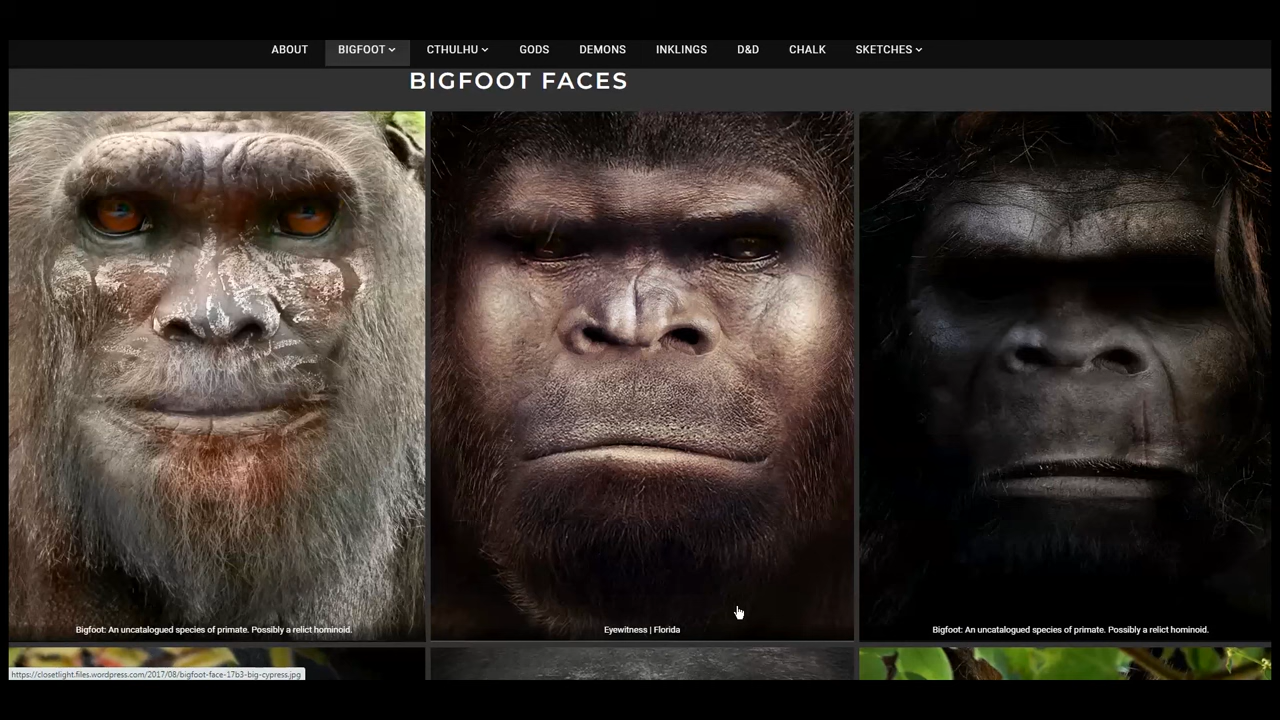 ABOUT BIGFOOT CTHULHU GODS DEMONS INKLINGS D&D CHALK SKETCHES
BIGFOOT FACES
Bigfoot: An uncatalogued species of primate. Possibly a relict hominoid.
Eyewitness | Florida
Bigfoot: An uncatalogued species of primate. Possibly a relict hominoid.
https://closetlight.files.wordpress.com/2017/08/bigfoot-face-17b3-big-cypress.jpg